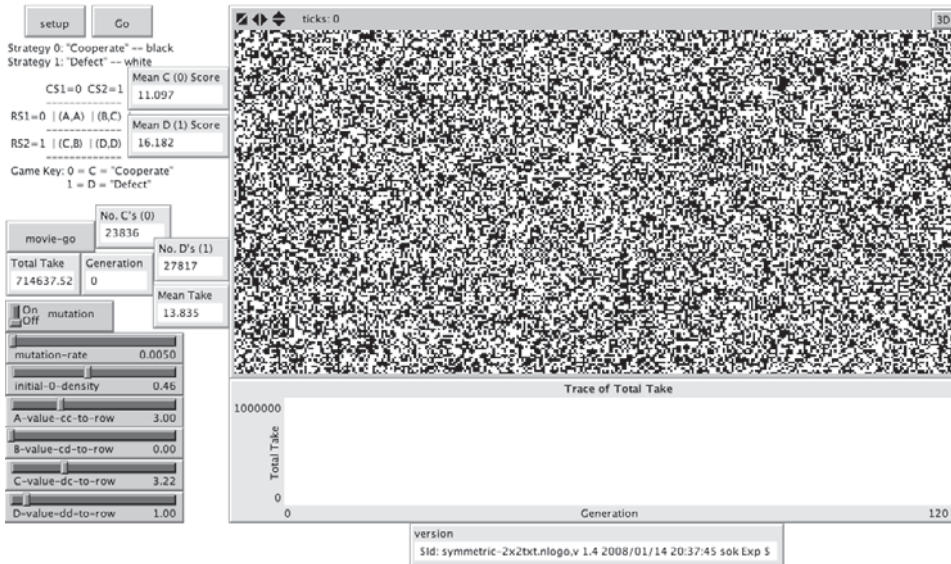 setup
Go
ticks: 0
3D
Strategy 0: "Cooperate" -- black
Strategy 1: "Defect" -- white
CS1=0 CS2=1
-------------
RS1=0 |(A,A) |(B,C)
-------------
RS2=1 |(C,B) |(D,D)
-------------
Game Key: 0 = C = "Cooperate"
1 = D = "Defect"
Mean C (0) Score
11.097
Mean D (1) Score
16.182
movie-go
No. C's (0)
23836
Total Take
714637.52
Generation
0
No. D's (1)
27817
Mean Take
13.835
On
Off
mutation
mutation-rate 0.0050
initial-0-density 0.46
A-value-cc-to-row 3.00
B-value-cd-to-row 0.00
C-value-dc-to-row 3.22
D-value-dd-to-row 1.00
Trace of Total Take
1000000
Total Take
0
0
Generation
120
version
$Id: symmetric-2x2txt.nlogo,v 1.4 2008/01/14 20:37:45 sok Exp $